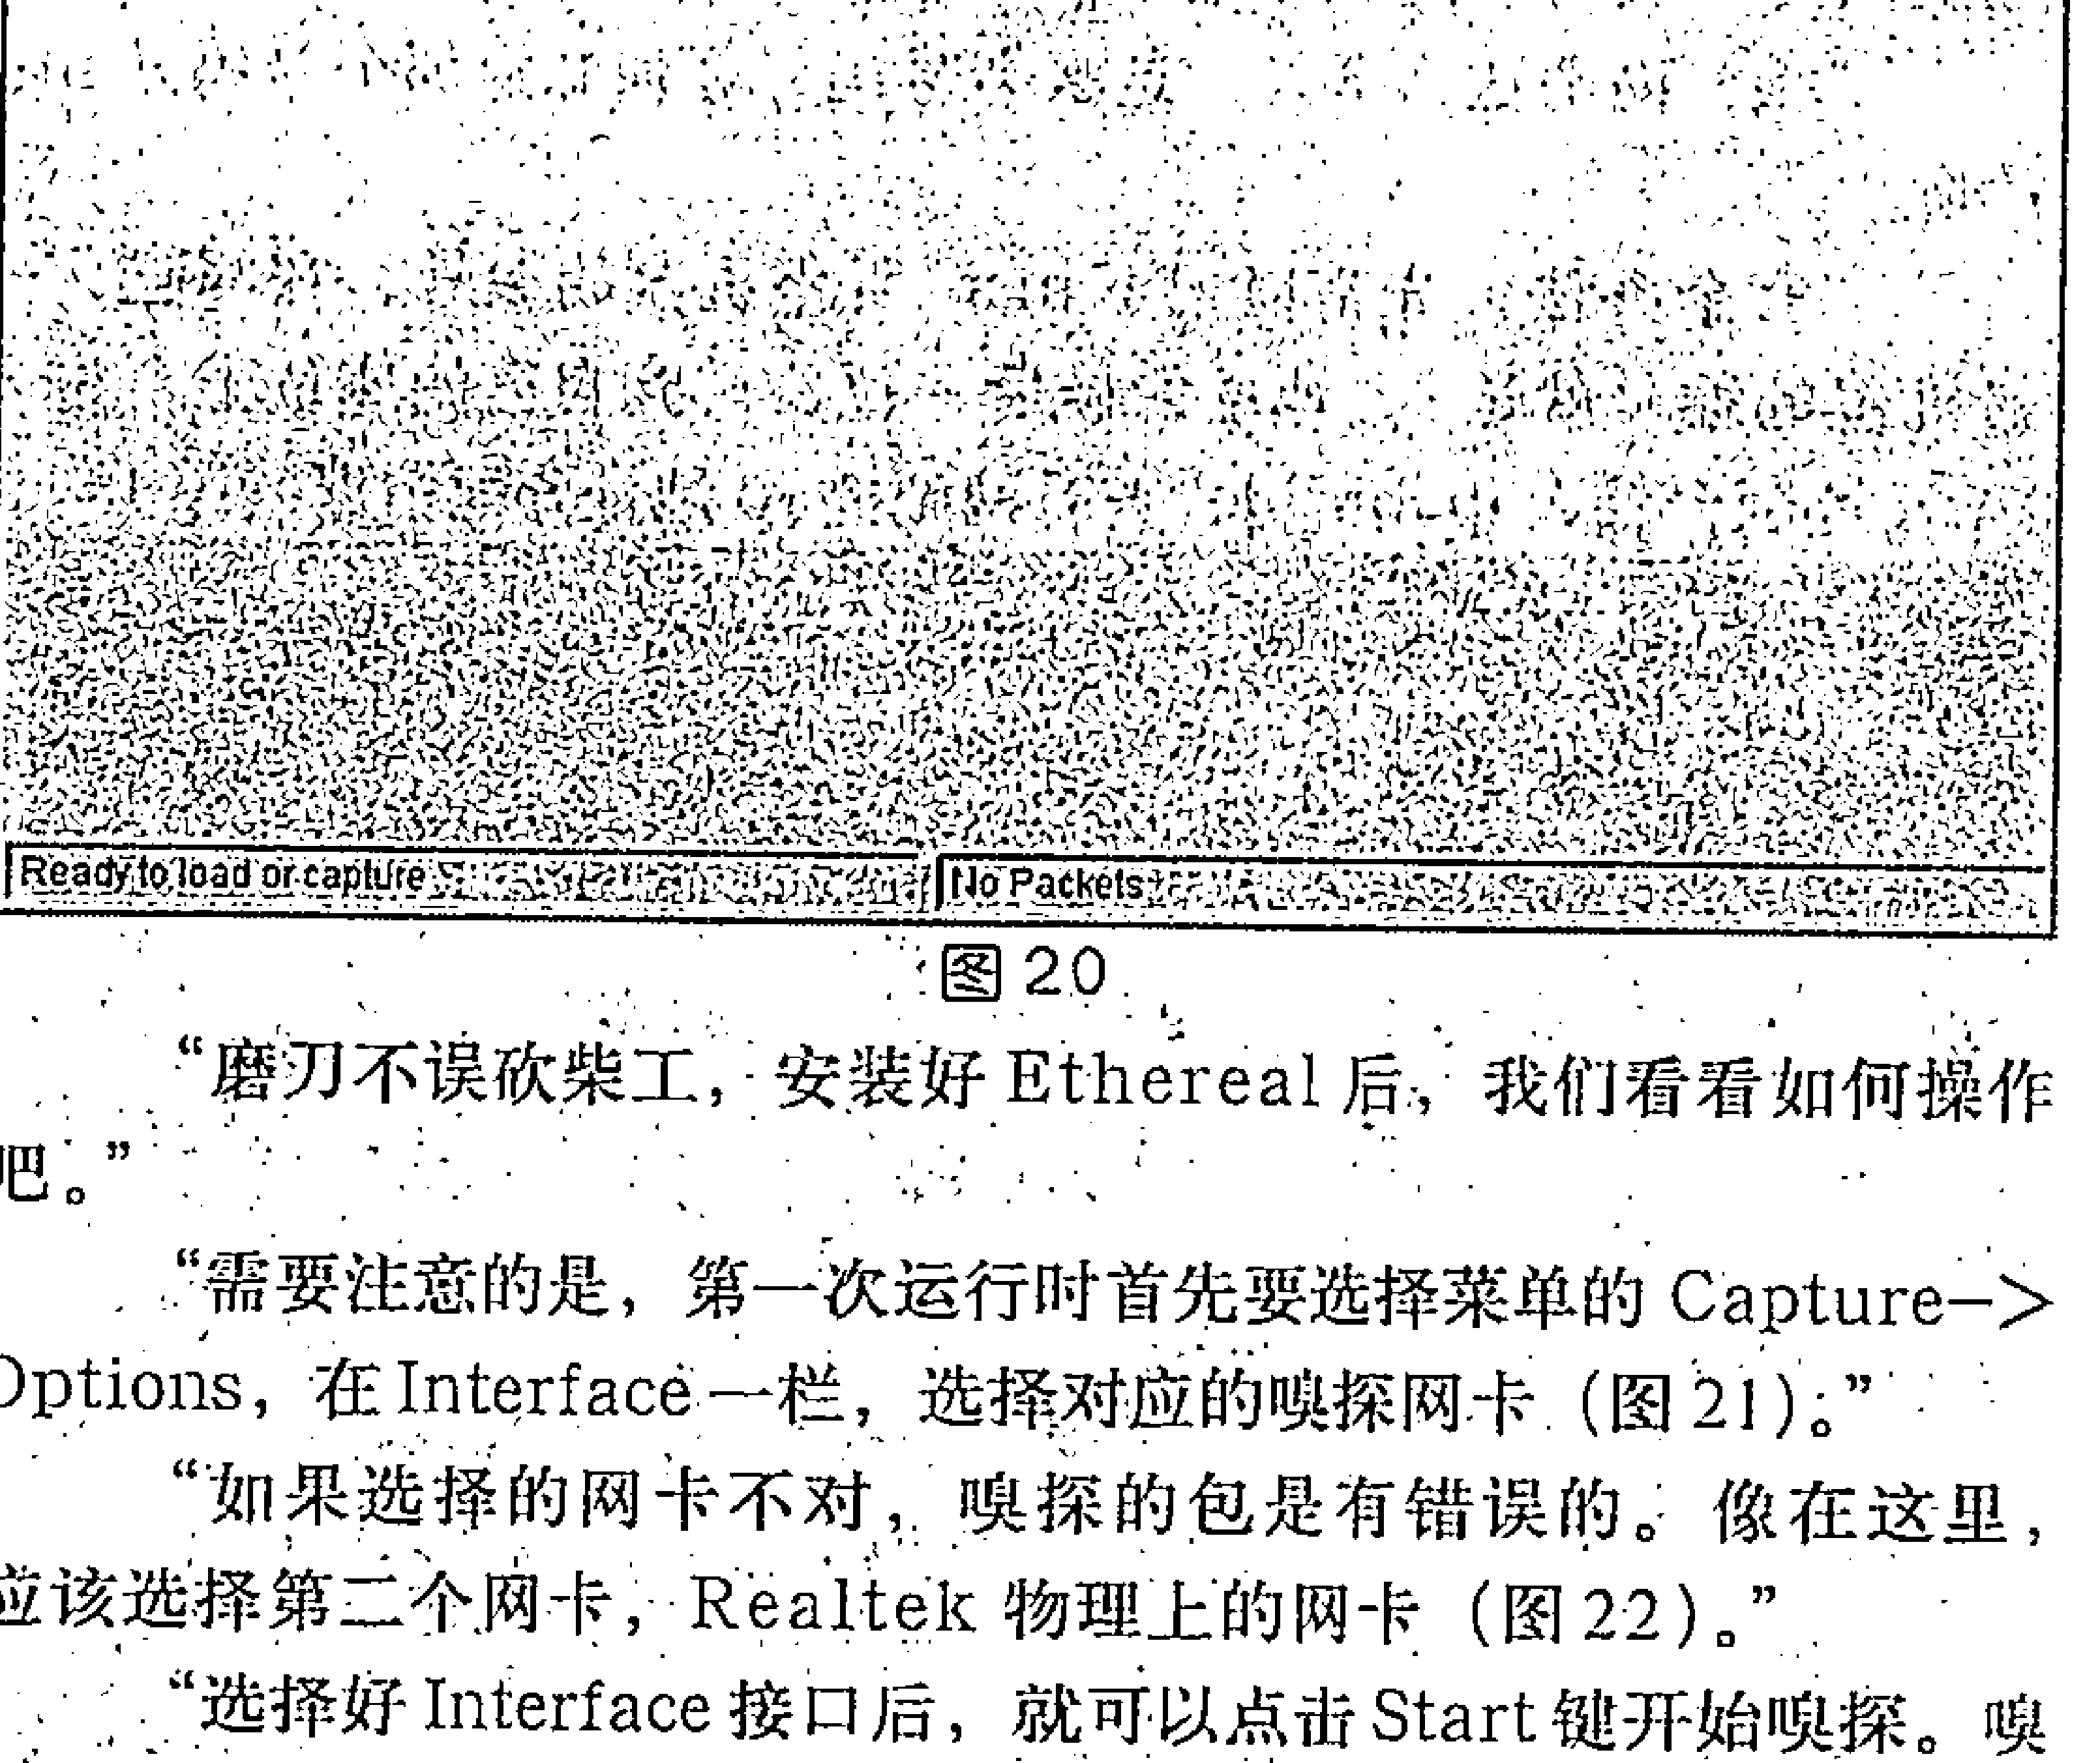 Ready to load or capture
No Packets
图 20
“磨刀不误砍柴工，安装好 Ethereal 后，我们看看如何操作
吧。”
“需要注意的是，第一次运行时首先要选择菜单的 Capture->
Options，在 Interface 一栏，选择对应的嗅探网卡（图 21）。”
“如果选择的网卡不对，嗅探的包是有错误的。像在这里，
应该选择第二个网卡，Realtek 物理上的网卡（图 22）。”
“选择好 Interface 接口后，就可以点击 Start 键开始嗅探。嗅